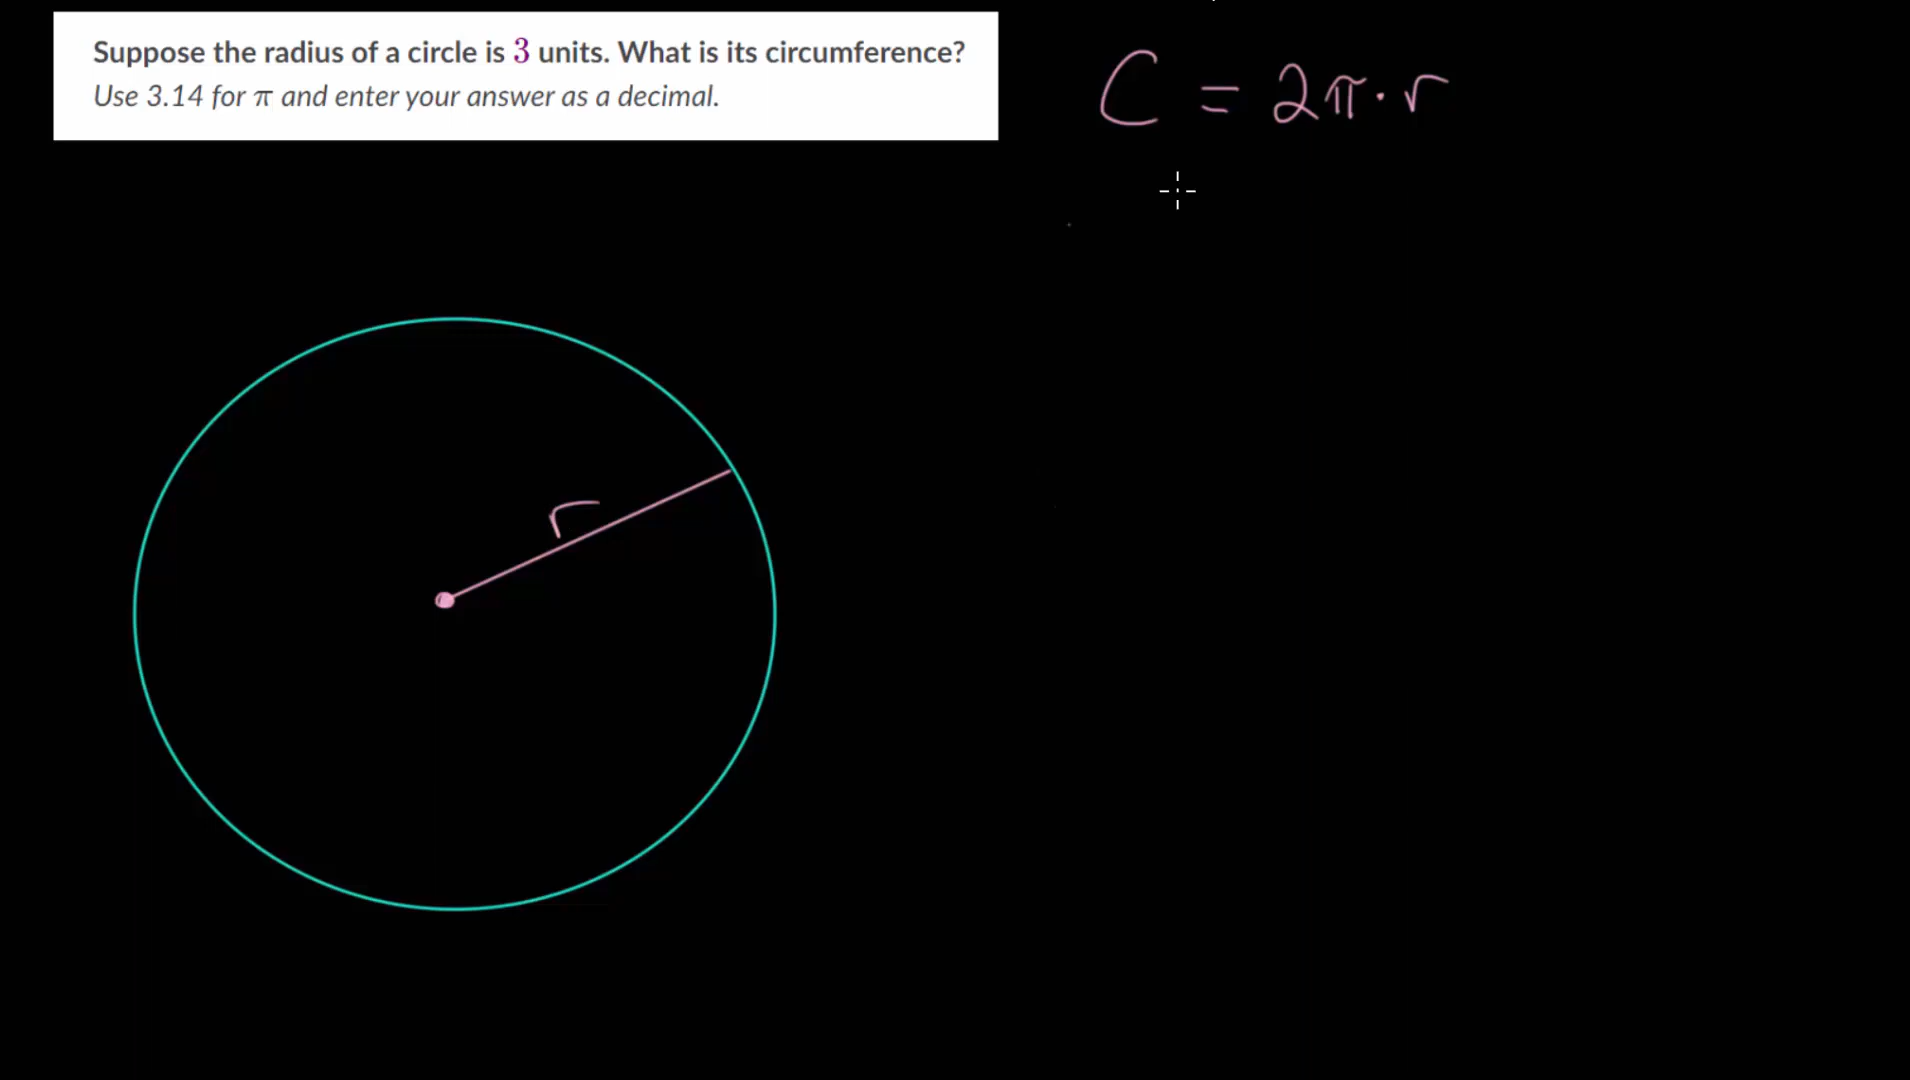 Suppose the radius of a circle is 3 units. What is its circumference?
Use 3.14 for π and enter your answer as a decimal.
C = 2π · r
r